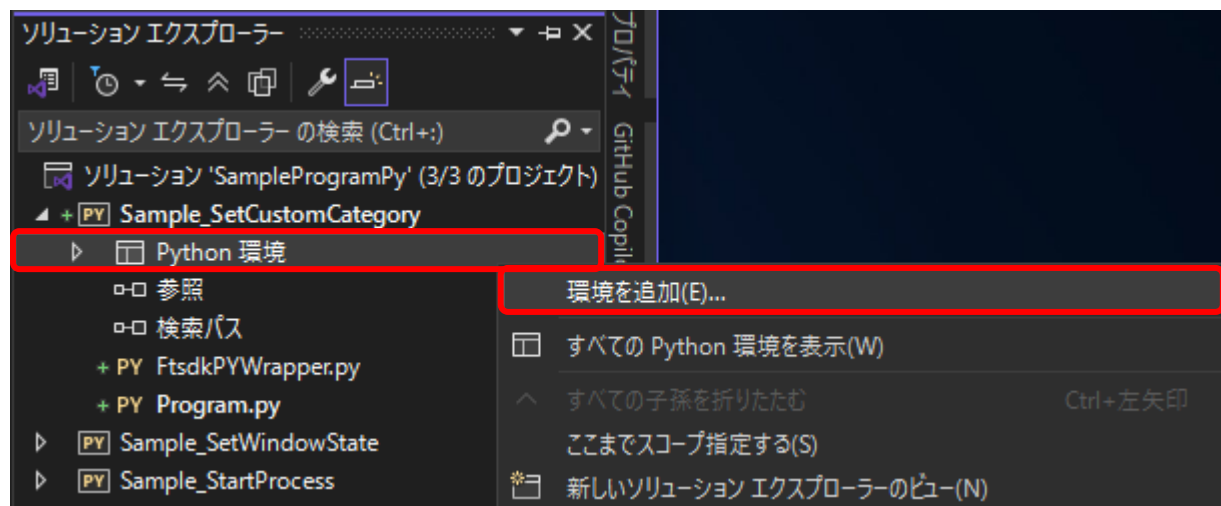 ソリューション エクスプローラー
ソリューション エクスプローラー の検索 (Ctrl+:)
ソリューション 'SampleProgramPy' (3/3 のプロジェクト)
+ PY Sample_SetCustomCategory
Python 環境
参照
検索パス
+ PY FtsdkPYWrapper.py
+ PY Program.py
PY Sample_SetWindowState
PY Sample_StartProcess
プロパティ
GitHub Copil
環境を追加(E)...
すべての Python 環境を表示(W)
すべての子孫を折りたたむ Ctrl+左矢印
ここまでスコープ指定する(S)
新しいソリューション エクスプローラーのビュー(N)